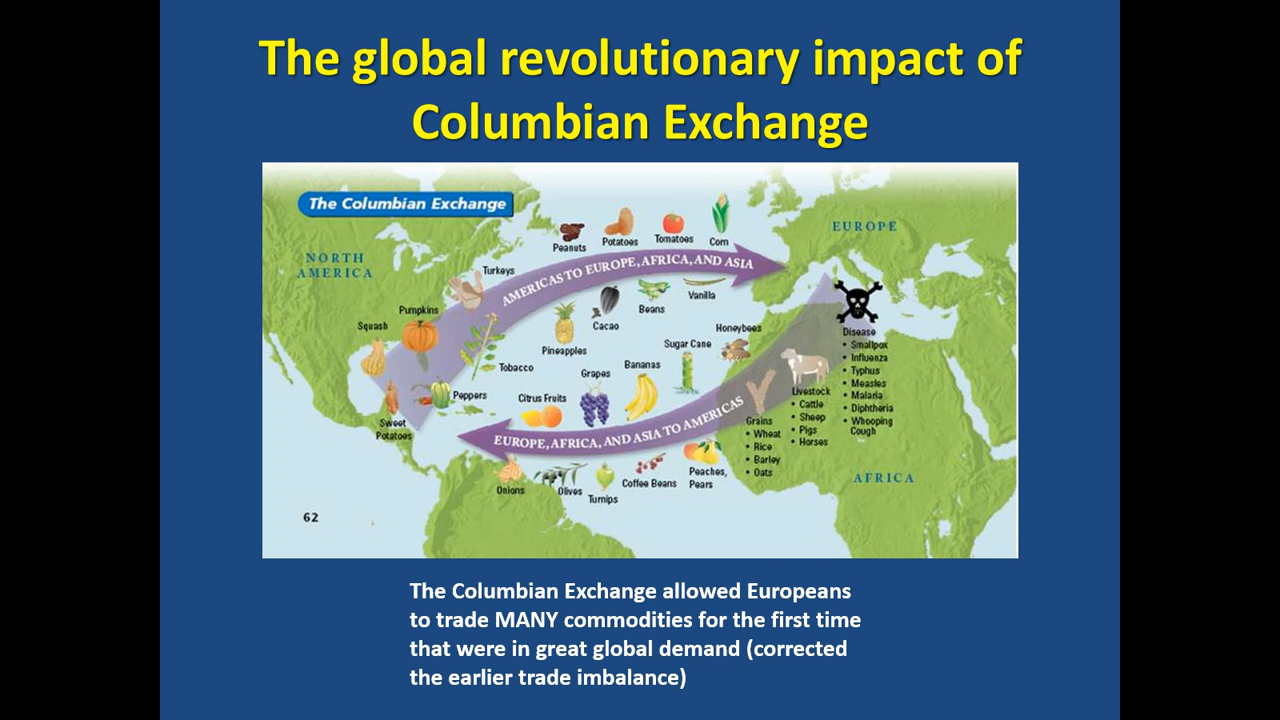 The global revolutionary impact of
Columbian Exchange
The Columbian Exchange
NORTH
AMERICA
EUROPE
Peanuts
Potatoes
Tomatoes
Corn
Turkeys
AMERICAS TO EUROPE, AFRICA, AND ASIA
Pumpkins
Squash
Cacao
Beans
Vanilla
Pineapples
Honeybees
Sugar Cane
Tobacco
Peppers
Sweet
Potatoes
Citrus Fruits
Grapes
Bananas
EUROPE, AFRICA, AND ASIA TO AMERICAS
Onions
Olives
Turnips
Coffee Beans
Peaches,
Pears
Grains
• Wheat
• Rice
• Barley
• Oats
Livestock
• Cattle
• Sheep
• Pigs
• Horses
Disease
• Smallpox
• Influenza
• Typhus
• Measles
• Malaria
• Diphtheria
• Whooping
Cough
AFRICA
62
The Columbian Exchange allowed Europeans
to trade MANY commodities for the first time
that were in great global demand (corrected
the earlier trade imbalance)